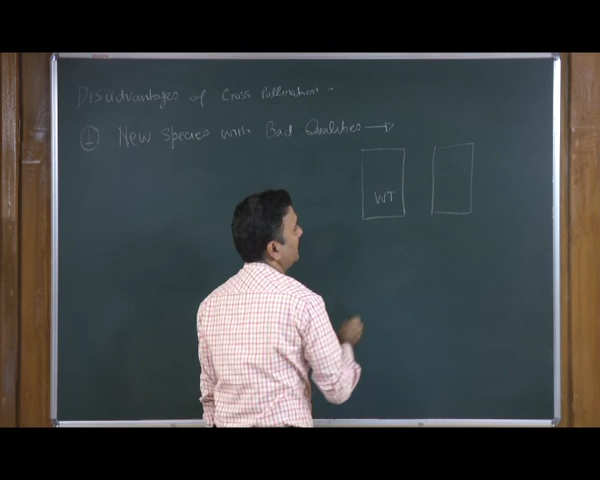 Disadvantages of Cross Pollination -
① New Species with Bad Qualities →
WT